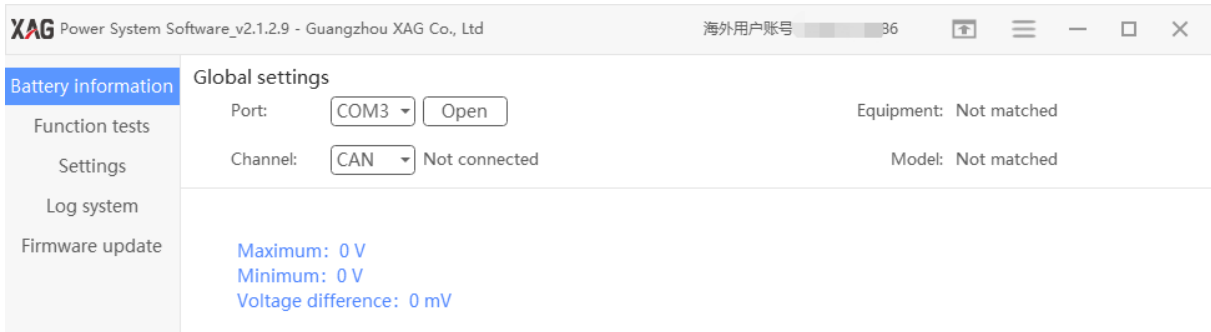 XAG Power System Software_v2.1.2.9 - Guangzhou XAG Co., Ltd 海外用户账号 36
Battery information
Function tests
Settings
Log system
Firmware update
Global settings
Port: COM3 Open Equipment: Not matched
Channel: CAN Not connected Model: Not matched
Maximum: 0 V
Minimum: 0 V
Voltage difference: 0 mV